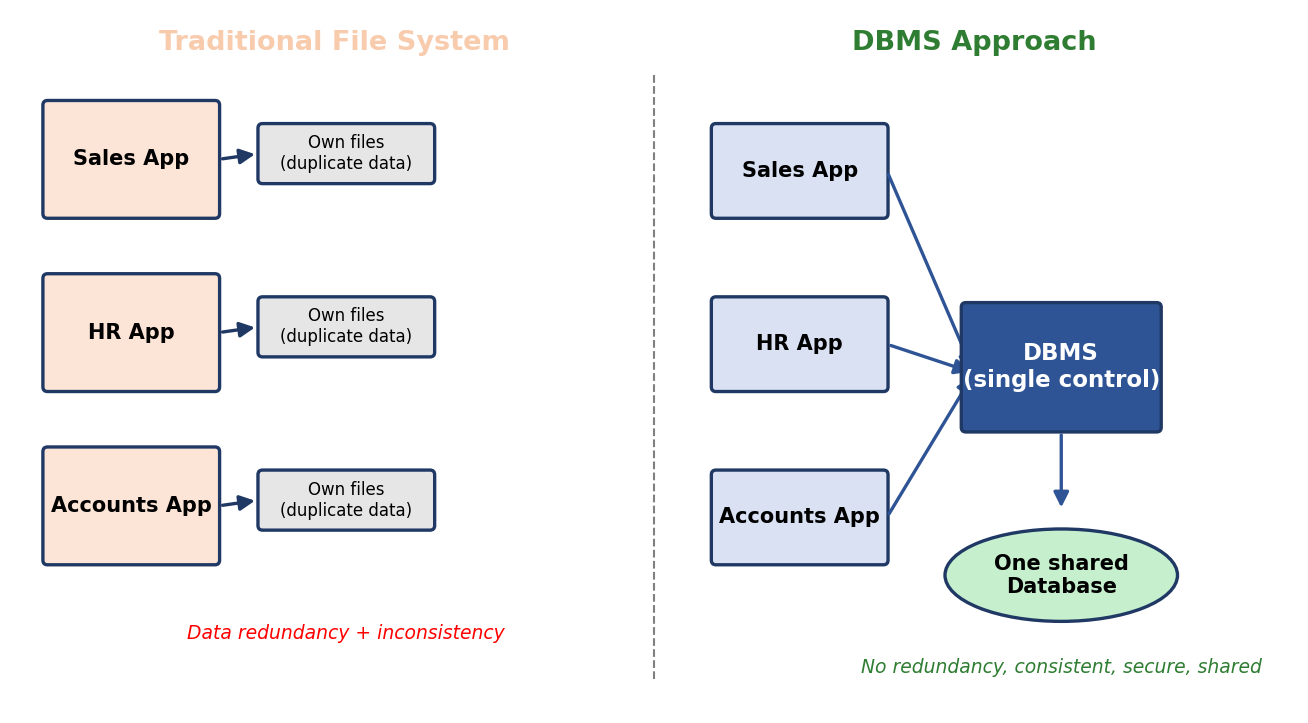 Traditional File System
Sales App
Own files
(duplicate data)
HR App
Own files
(duplicate data)
Accounts App
Own files
(duplicate data)
Data redundancy + inconsistency
DBMS Approach
Sales App
HR App
Accounts App
DBMS
(single control)
One shared
Database
No redundancy, consistent, secure, shared